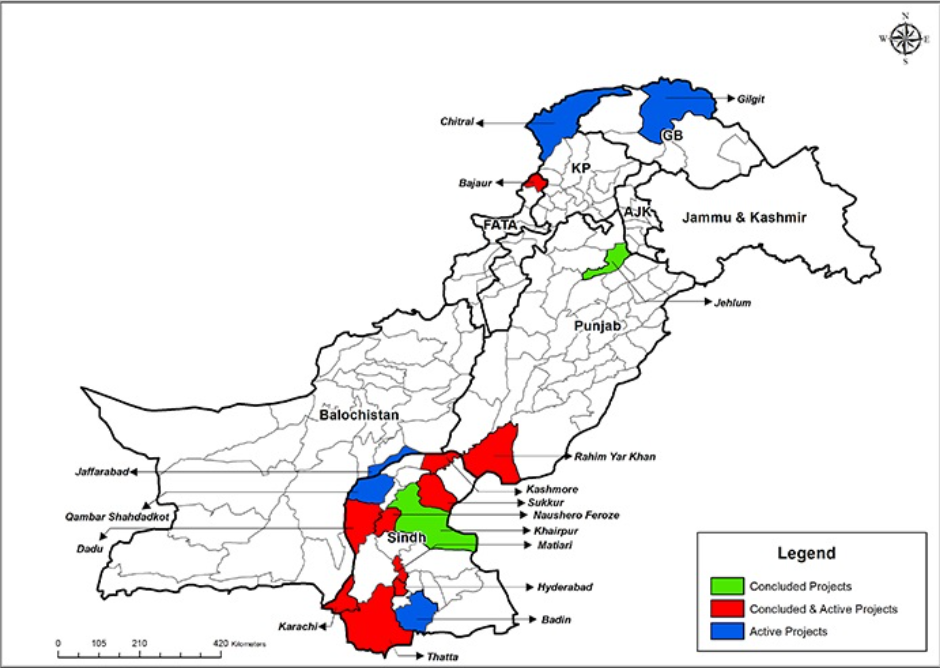 N
W E
S
Gilgit
Chitral
GB
KP
Bajaur
AJK
Jammu & Kashmir
FATA
Jehlum
Punjab
Balochistan
Rahim Yar Khan
Jaffarabad
Kashmore
Sukkur
Qambar Shahdadkot
Naushero Feroze
Khairpur
Sindh
Matiari
Dadu
Hyderabad
Badin
Karachi
Thatta
Legend
Concluded Projects
Concluded & Active Projects
Active Projects
0 105 210 420 Kilometers